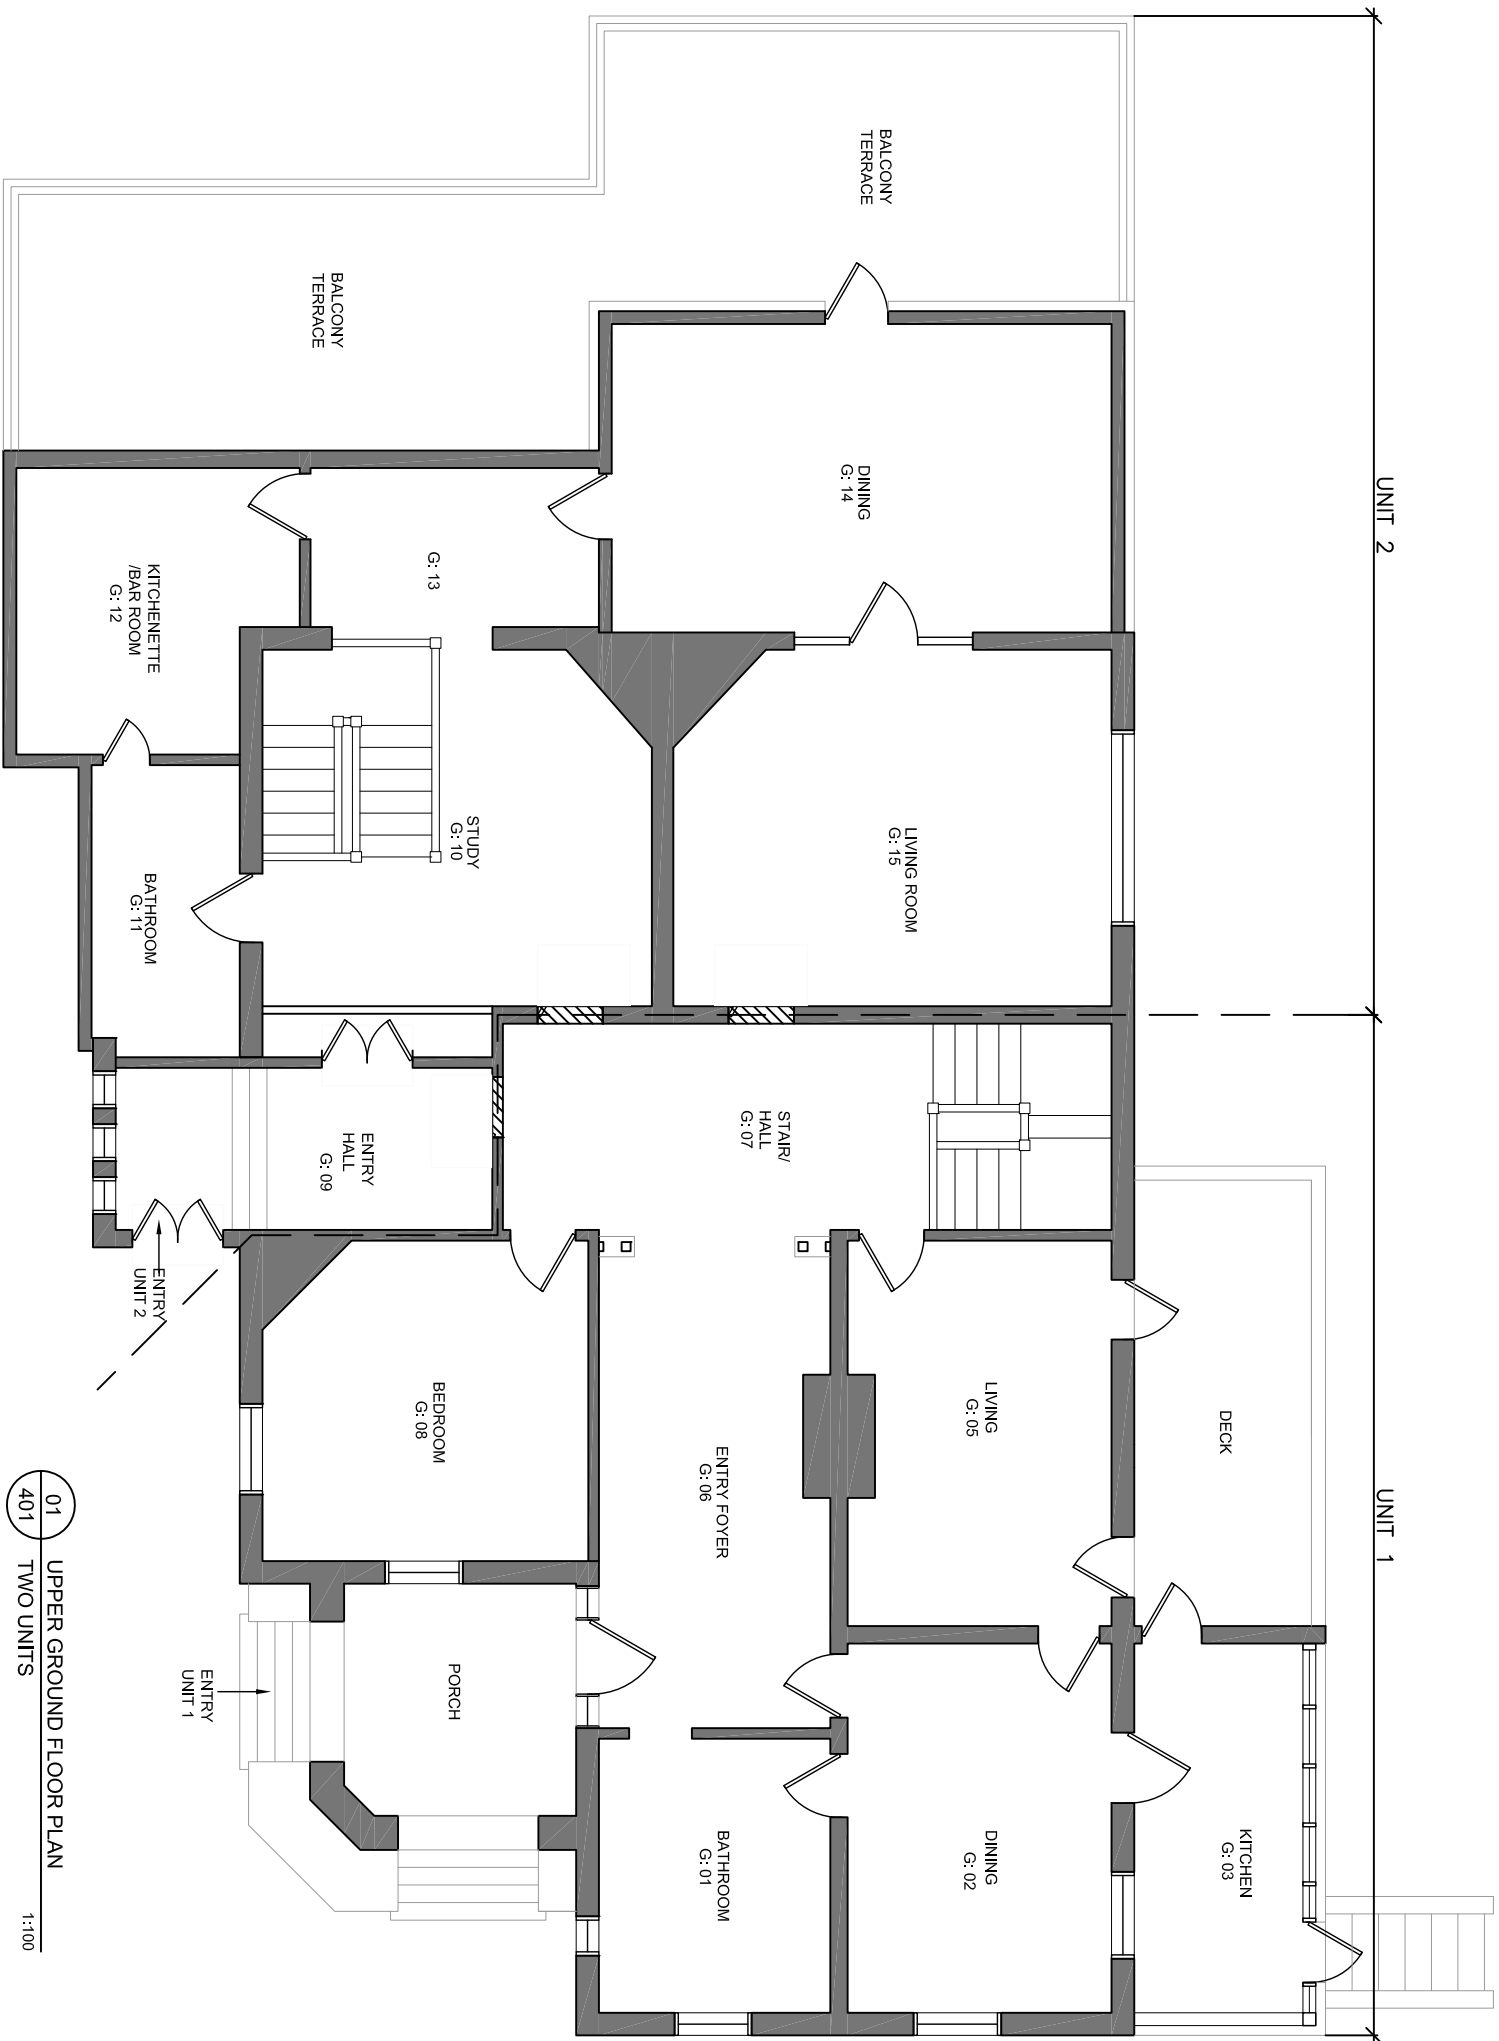 UNIT 2
UNIT 1
BALCONY
TERRACE
BALCONY
TERRACE
DINING
G: 14
G: 13
KITCHENETTE
/BAR ROOM
G: 12
LIVING ROOM
G: 15
STUDY
G: 10
BATHROOM
G: 11
STAIR/
HALL
G: 07
ENTRY
HALL
G: 09
ENTRY
UNIT 2
DECK
LIVING
G: 05
ENTRY FOYER
G: 06
BEDROOM
G: 08
PORCH
ENTRY
UNIT 1
KITCHEN
G: 03
DINING
G: 02
BATHROOM
G: 01
01
401
UPPER GROUND FLOOR PLAN
TWO UNITS
1:100